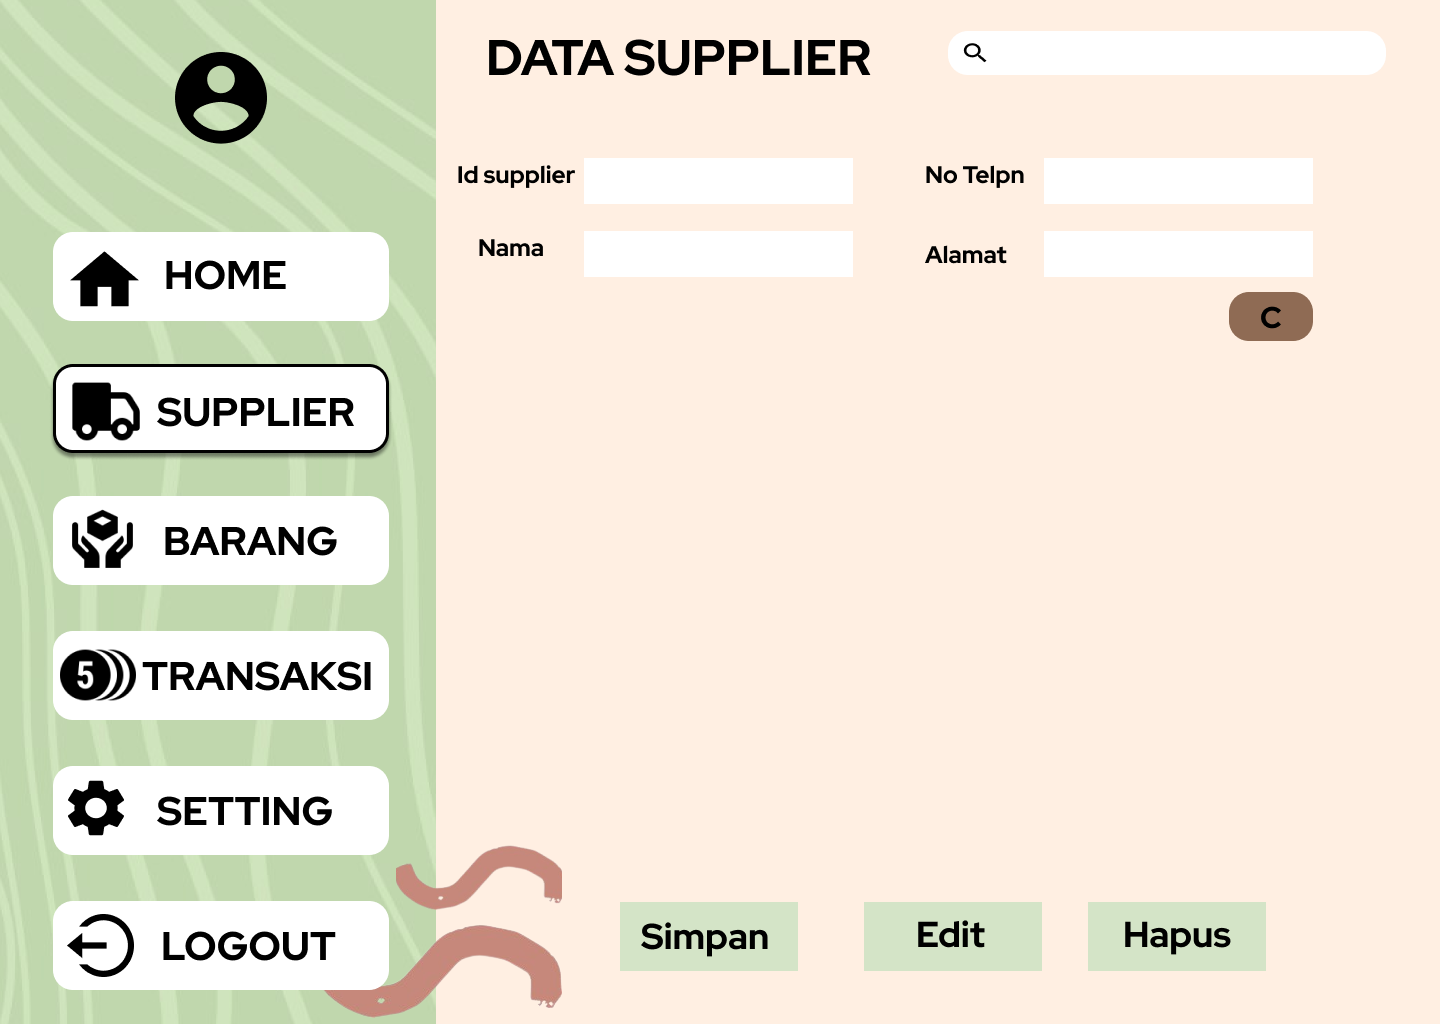 DATA SUPPLIER
Id supplier
No Telpn
Nama
Alamat
C
HOME
SUPPLIER
BARANG
5 TRANSAKSI
SETTING
LOGOUT
Simpan
Edit
Hapus